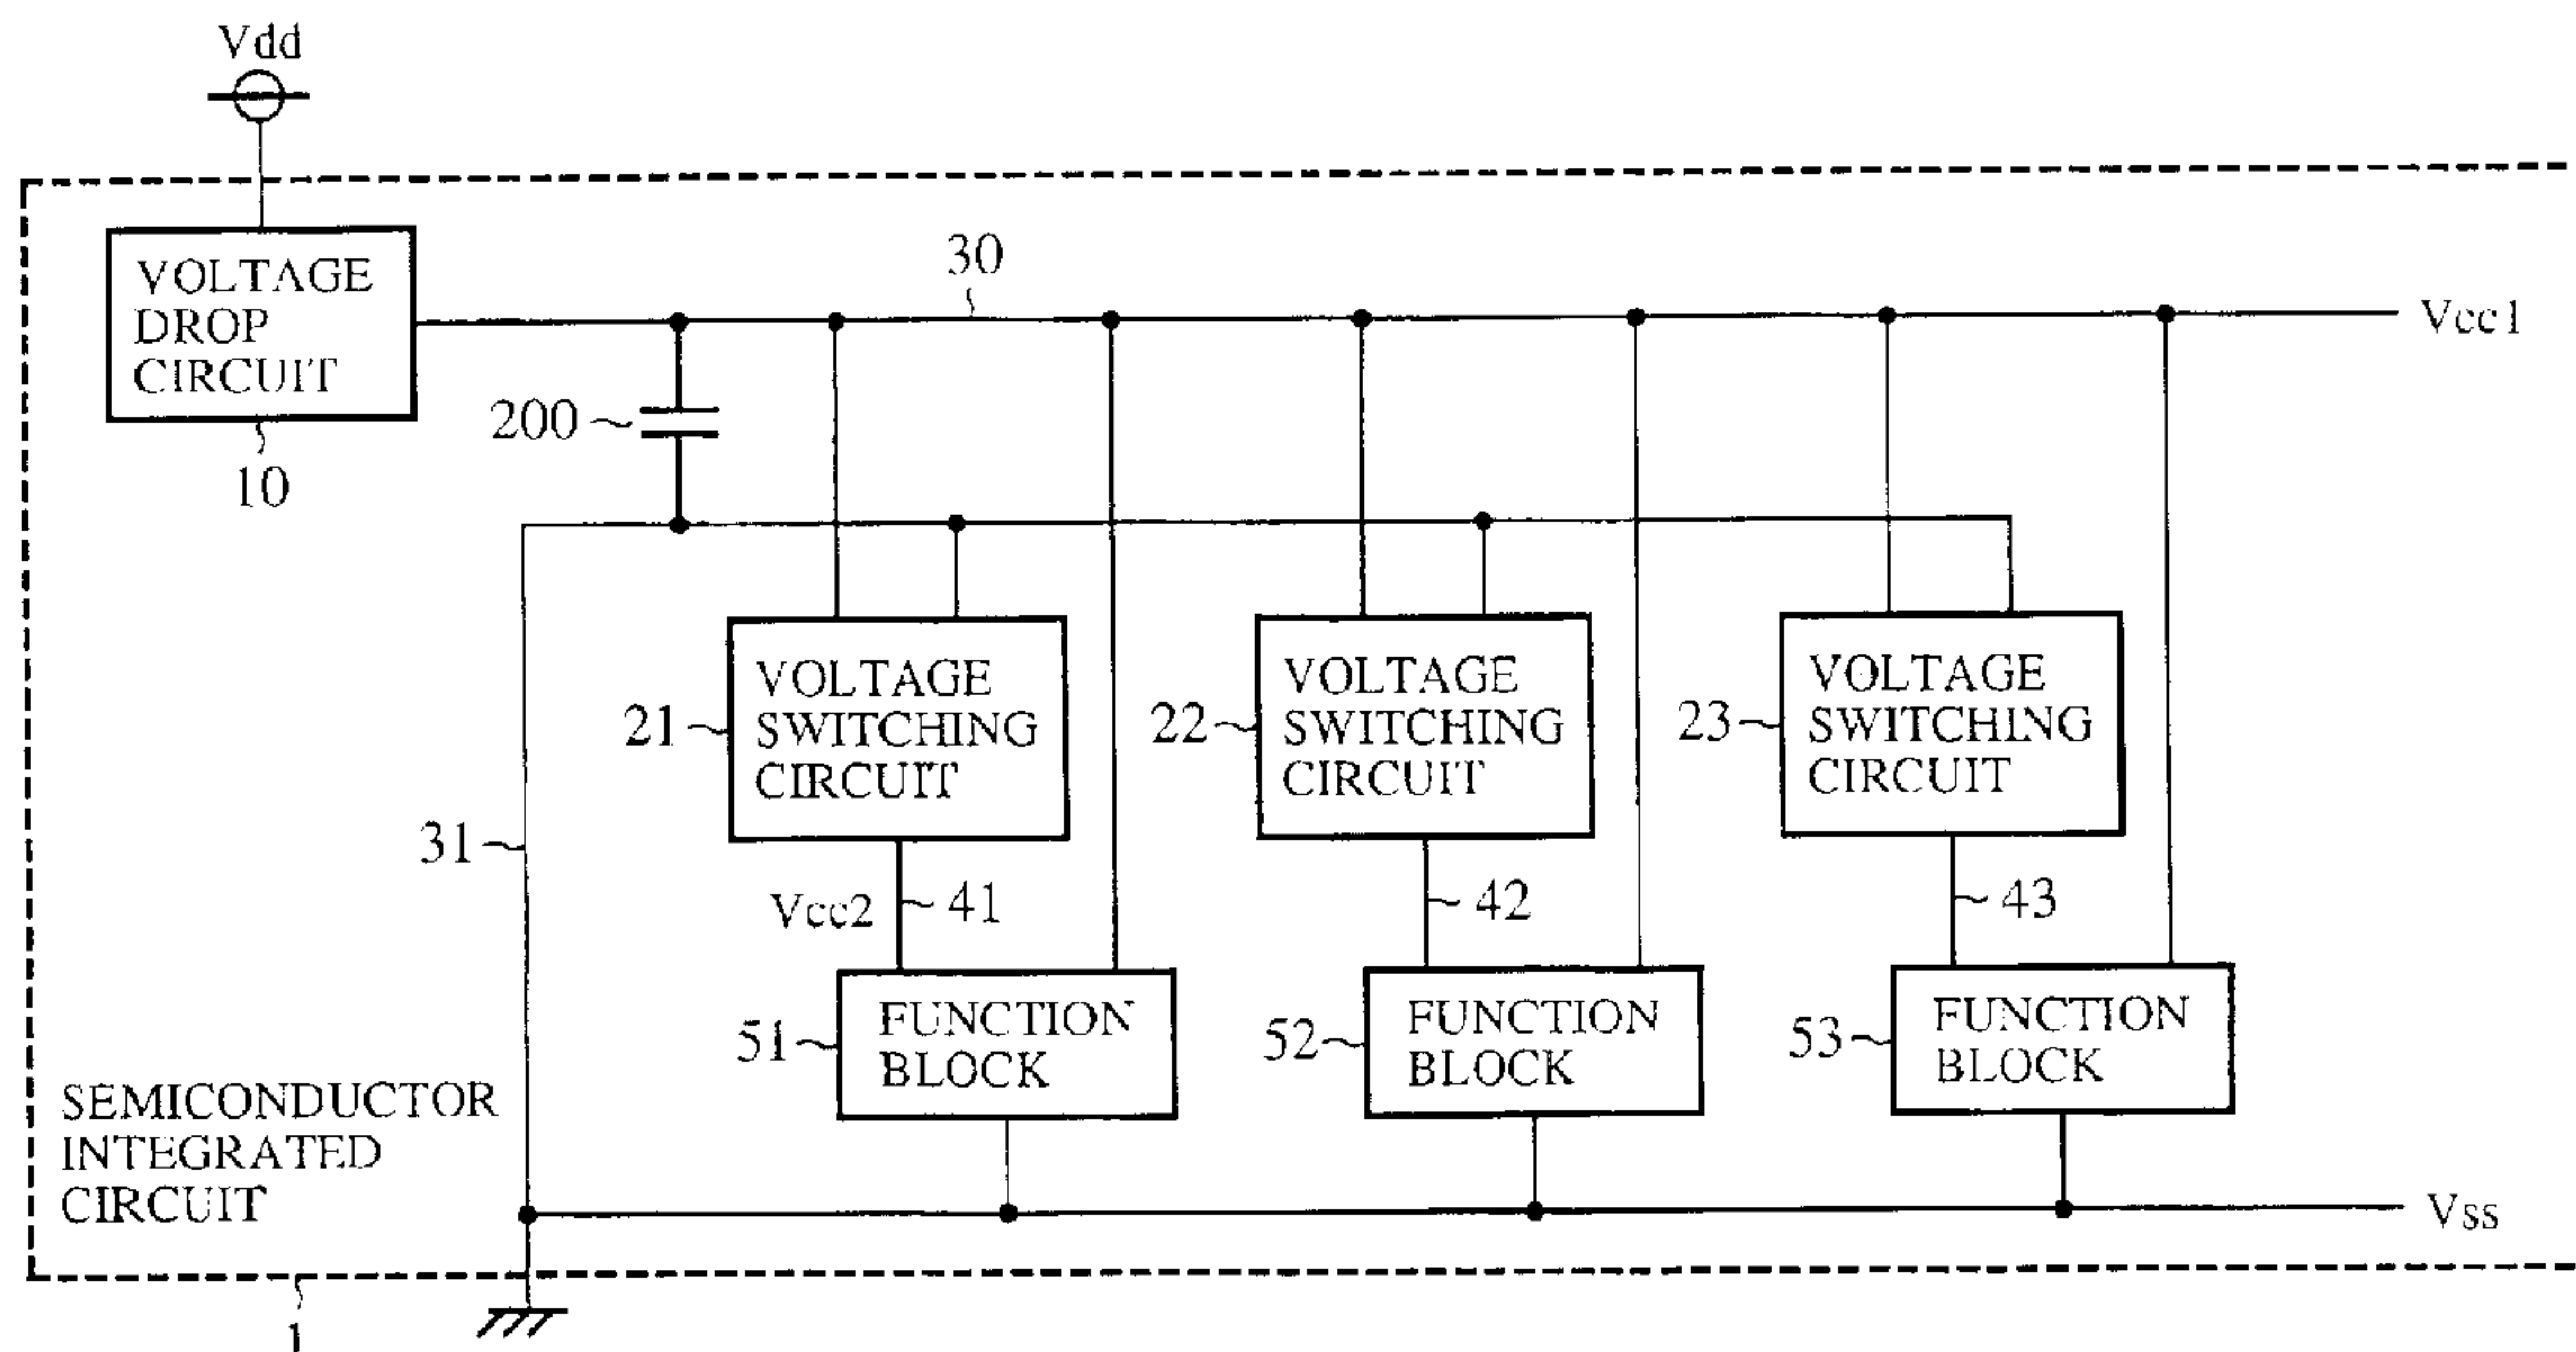 Vdd
VOLTAGE
DROP
CIRCUIT
10
30
Vcc1
200
31
21
VOLTAGE
SWITCHING
CIRCUIT
22
VOLTAGE
SWITCHING
CIRCUIT
23
VOLTAGE
SWITCHING
CIRCUIT
Vcc2
41
42
43
51
FUNCTION
BLOCK
52
FUNCTION
BLOCK
53
FUNCTION
BLOCK
SEMICONDUCTOR
INTEGRATED
CIRCUIT
Vss
1